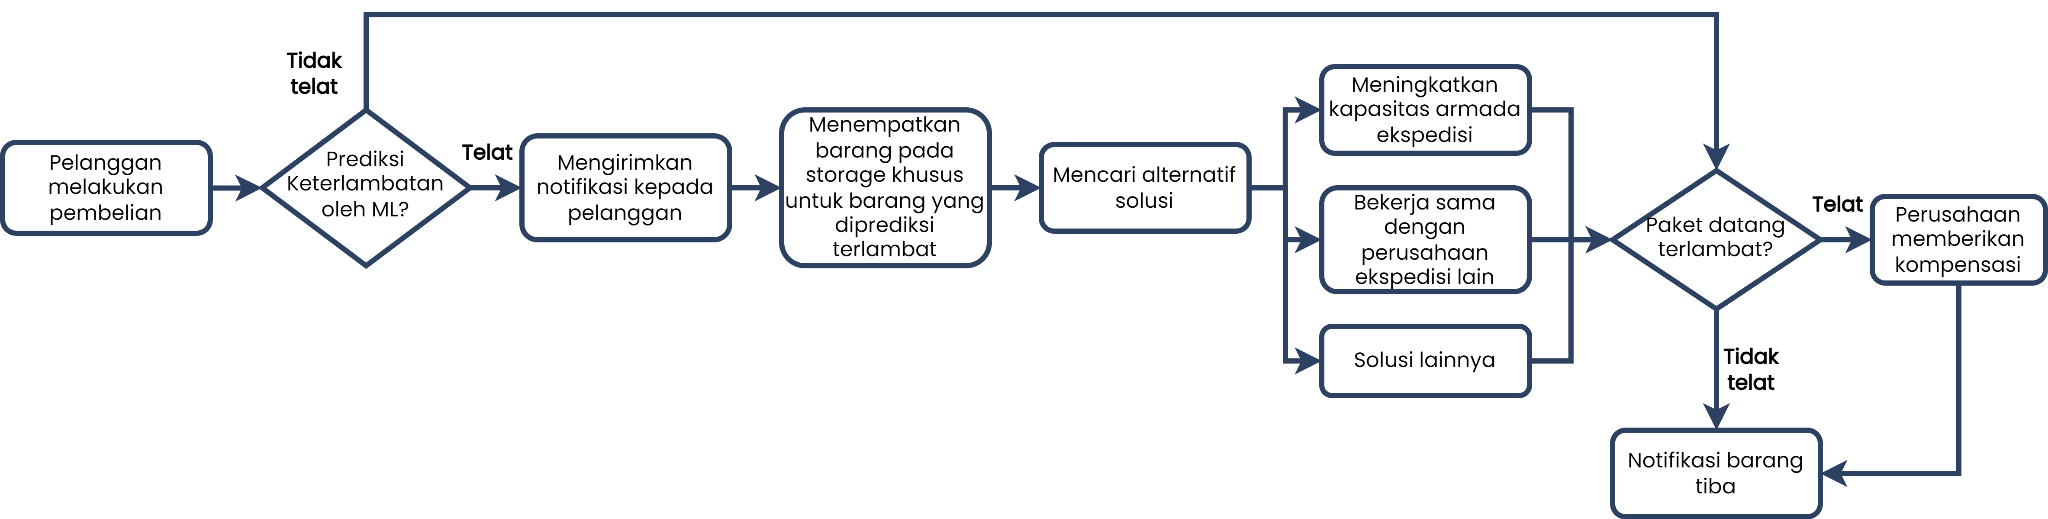 Pelanggan
melakukan
pembelian
Tidak
telat
Prediksi
Keterlambatan
oleh ML?
Telat
Mengirimkan
notifikasi kepada
pelanggan
Menempatkan
barang pada
storage khusus
untuk barang yang
diprediksi
terlambat
Mencari alternatif
solusi
Meningkatkan
kapasitas armada
ekspedisi
Bekerja sama
dengan
perusahaan
ekspedisi lain
Solusi lainnya
Paket datang
terlambat?
Telat
Perusahaan
memberikan
kompensasi
Tidak
telat
Notifikasi barang
tiba